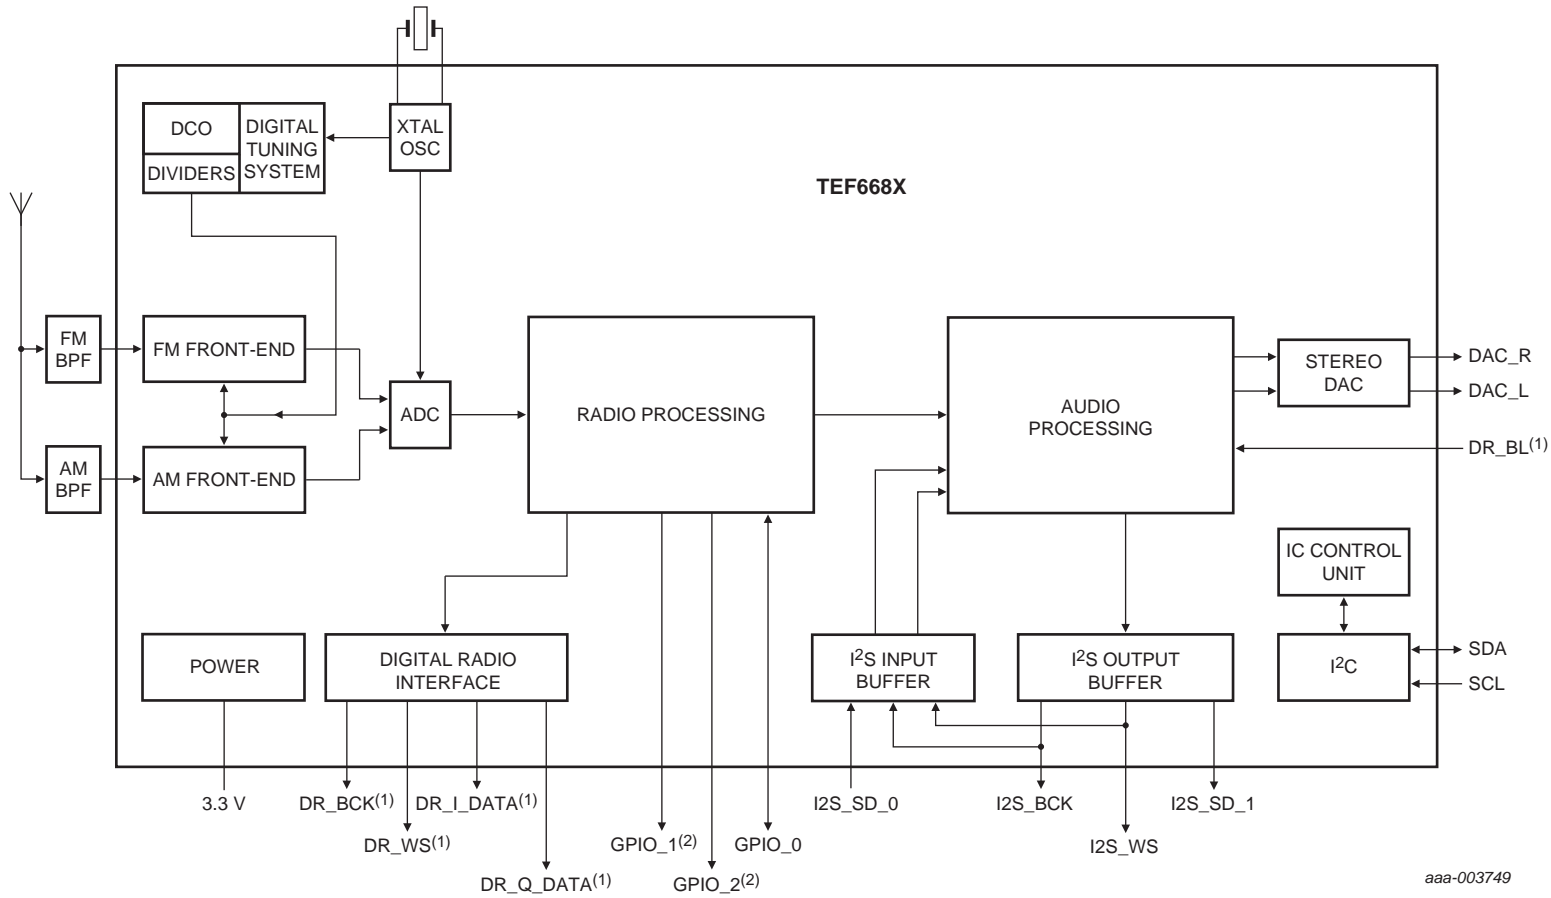 DCO
DIVIDERS
DIGITAL
TUNING
SYSTEM
XTAL
OSC
TEF668X
FM
BPF
FM FRONT-END
AM
BPF
AM FRONT-END
ADC
RADIO PROCESSING
AUDIO
PROCESSING
STEREO
DAC
DAC_R
DAC_L
DR_BL(1)
IC CONTROL
UNIT
POWER
DIGITAL RADIO
INTERFACE
I2S INPUT
BUFFER
I2S OUTPUT
BUFFER
I2C
SDA
SCL
3.3 V
DR_BCK(1)
DR_I_DATA(1)
I2S_SD_0
I2S_BCK
I2S_SD_1
DR_WS(1)
GPIO_1(2)
GPIO_0
I2S_WS
DR_Q_DATA(1)
GPIO_2(2)
aaa-003749